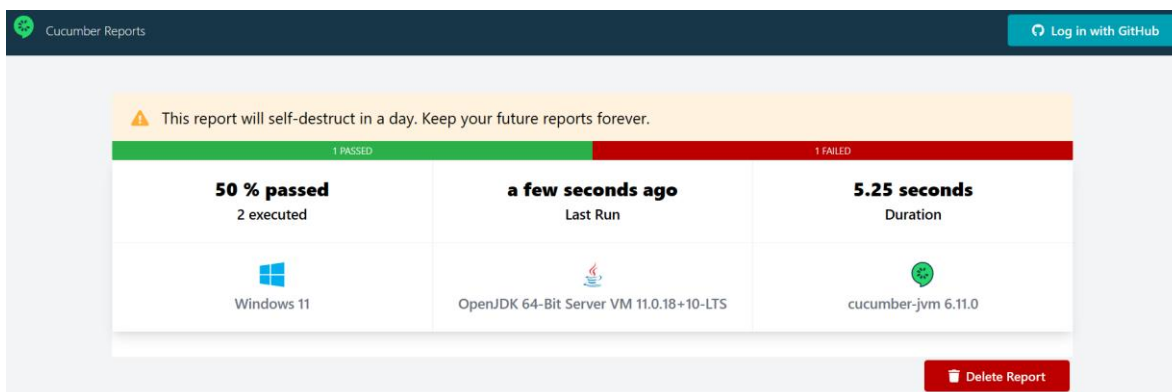 Cucumber Reports
Log in with GitHub
This report will self-destruct in a day. Keep your future reports forever.
1 PASSED
1 FAILED
50 % passed
2 executed
a few seconds ago
Last Run
5.25 seconds
Duration
Windows 11
OpenJDK 64-Bit Server VM 11.0.18+10-LTS
cucumber-jvm 6.11.0
Delete Report